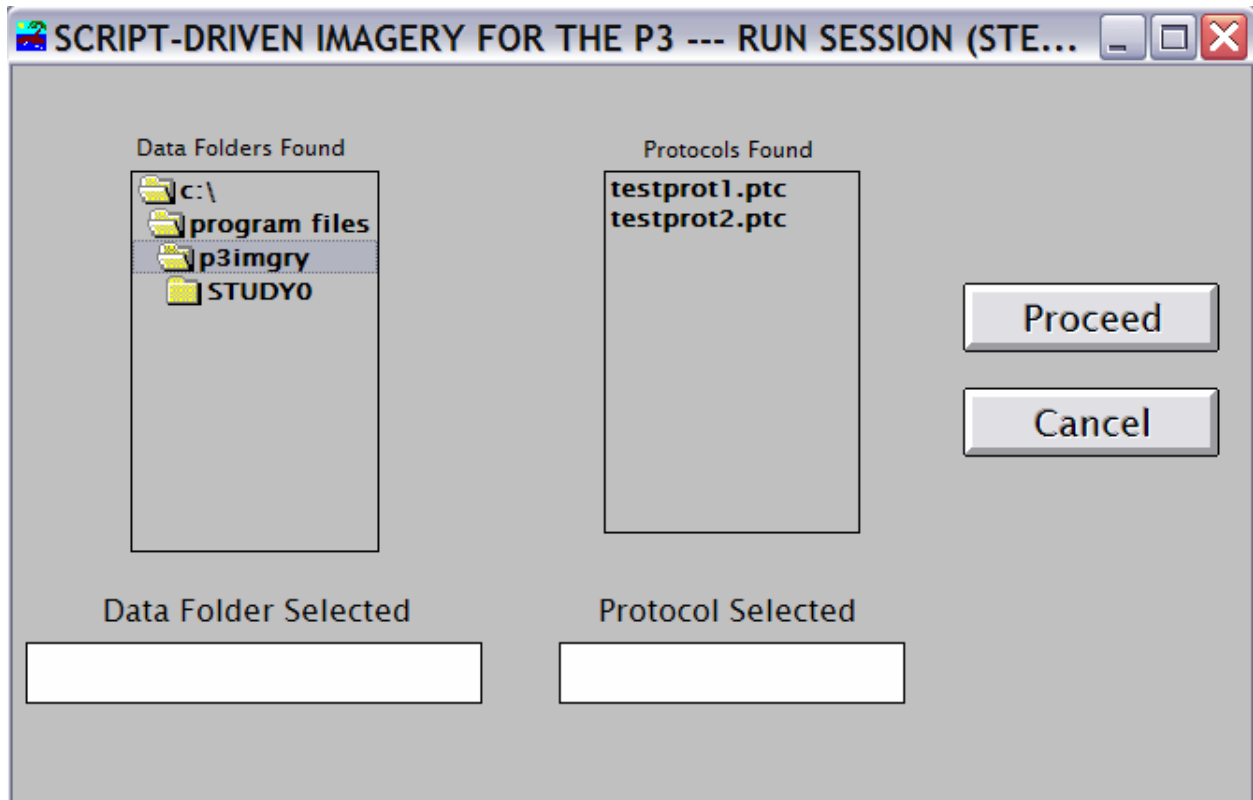 SCRIPT-DRIVEN IMAGERY FOR THE P3 --- RUN SESSION (STE...
Data Folders Found
c:\
program files
p3imgry
STUDY0
Protocols Found
testprot1.ptc
testprot2.ptc
Proceed
Cancel
Data Folder Selected
Protocol Selected